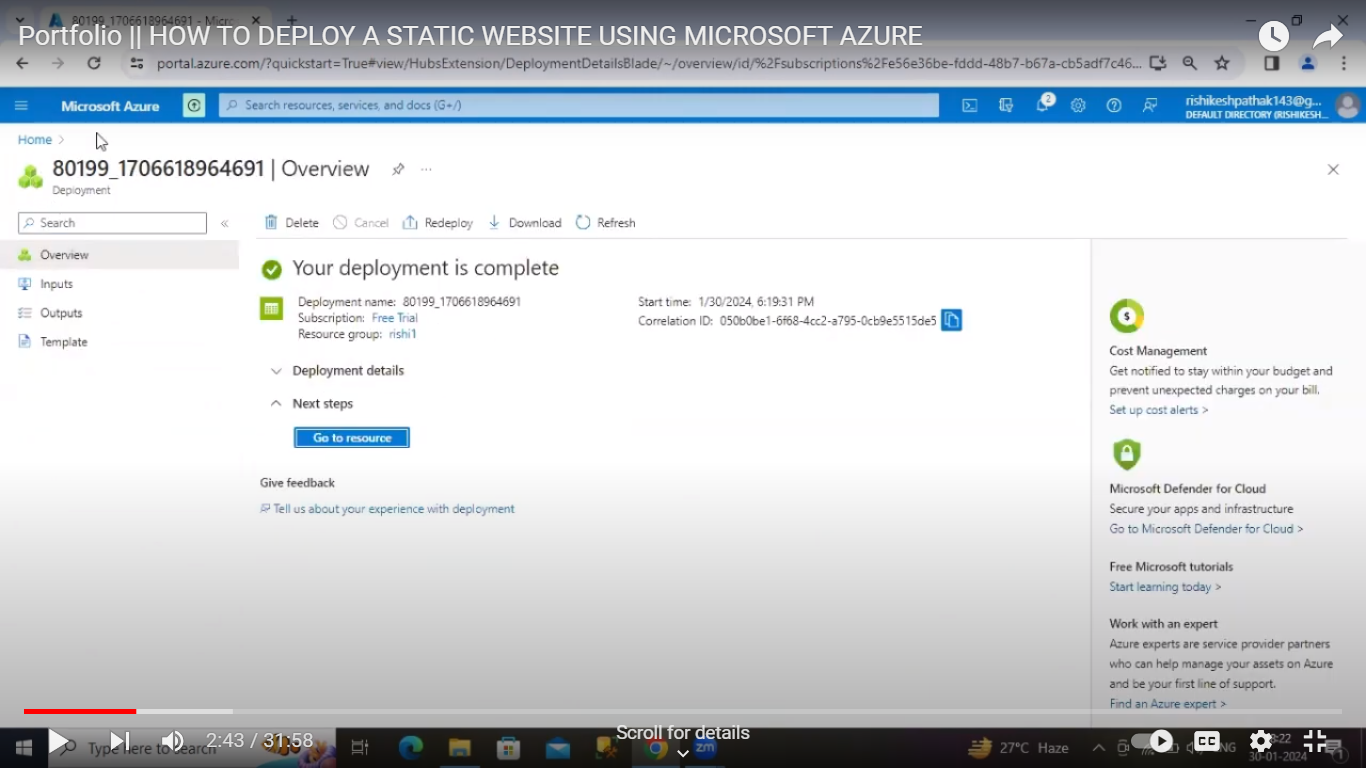 80199_1706618964691 - Micr
Portfolio || HOW TO DEPLOY A STATIC WEBSITE USING MICROSOFT AZURE
portal.azure.com/?quickstart=True#view/HubsExtension/DeploymentDetailsBlade/~/overview/id/%2Fsubscriptions%2Fe56e36be-fddd-48b7-b67a-cb5adf7c46...
Microsoft Azure
Search resources, services, and docs (G+/)
2
rishikeshpathak143@g...
DEFAULT DIRECTORY (RISHIKESH...
Home >
80199_1706618964691 | Overview
Deployment
Search
«
Delete
Cancel
Redeploy
Download
Refresh
Overview
Inputs
Outputs
Template
Your deployment is complete
Deployment name: 80199_1706618964691
Subscription: Free Trial
Resource group: rishi1
Start time: 1/30/2024, 6:19:31 PM
Correlation ID: 050b0be1-6f68-4cc2-a795-0cb9e5515de5
Deployment details
Next steps
Go to resource
Give feedback
Tell us about your experience with deployment
$
Cost Management
Get notified to stay within your budget and
prevent unexpected charges on your bill.
Set up cost alerts >
Microsoft Defender for Cloud
Secure your apps and infrastructure
Go to Microsoft Defender for Cloud >
Free Microsoft tutorials
Start learning today >
Work with an expert
Azure experts are service provider partners
who can help manage your assets on Azure
and be your first line of support.
Find an Azure expert >
Scroll for details
2:43 / 31:58
Type here to search
zm
27°C Haze
CC
30-01-2024
1